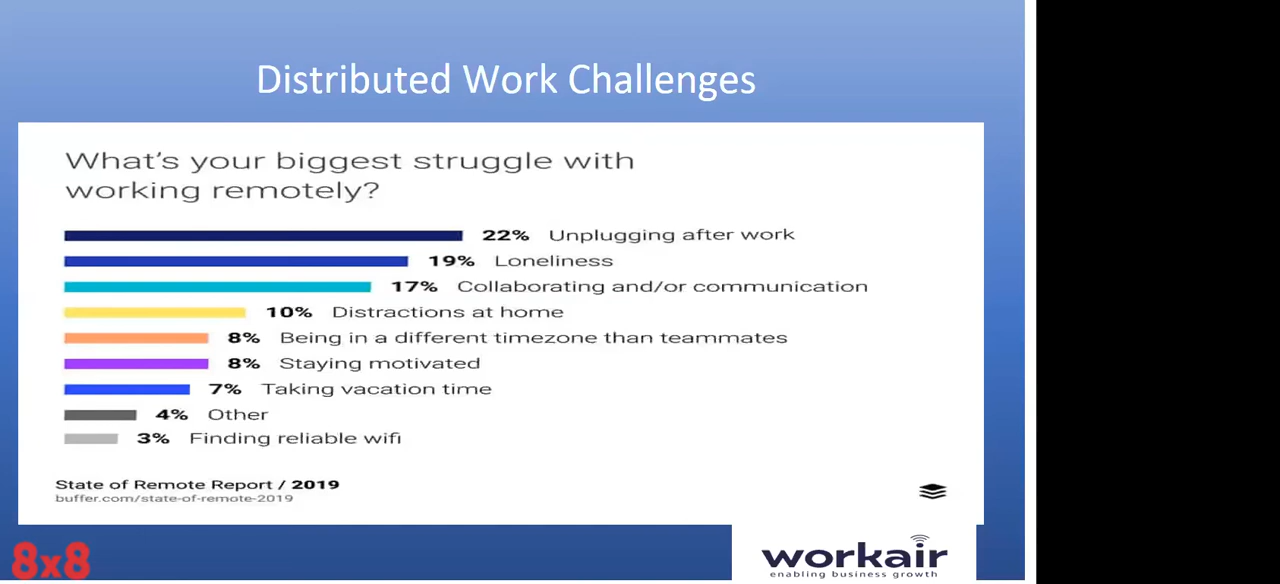 Distributed Work Challenges
What's your biggest struggle with
working remotely?
22% Unplugging after work
19% Loneliness
17% Collaborating and/or communication
10% Distractions at home
8% Being in a different timezone than teammates
8% Staying motivated
7% Taking vacation time
4% Other
3% Finding reliable wifi
State of Remote Report / 2019
buffer.com/state-of-remote-2019
8x8
workair
enabling business growth